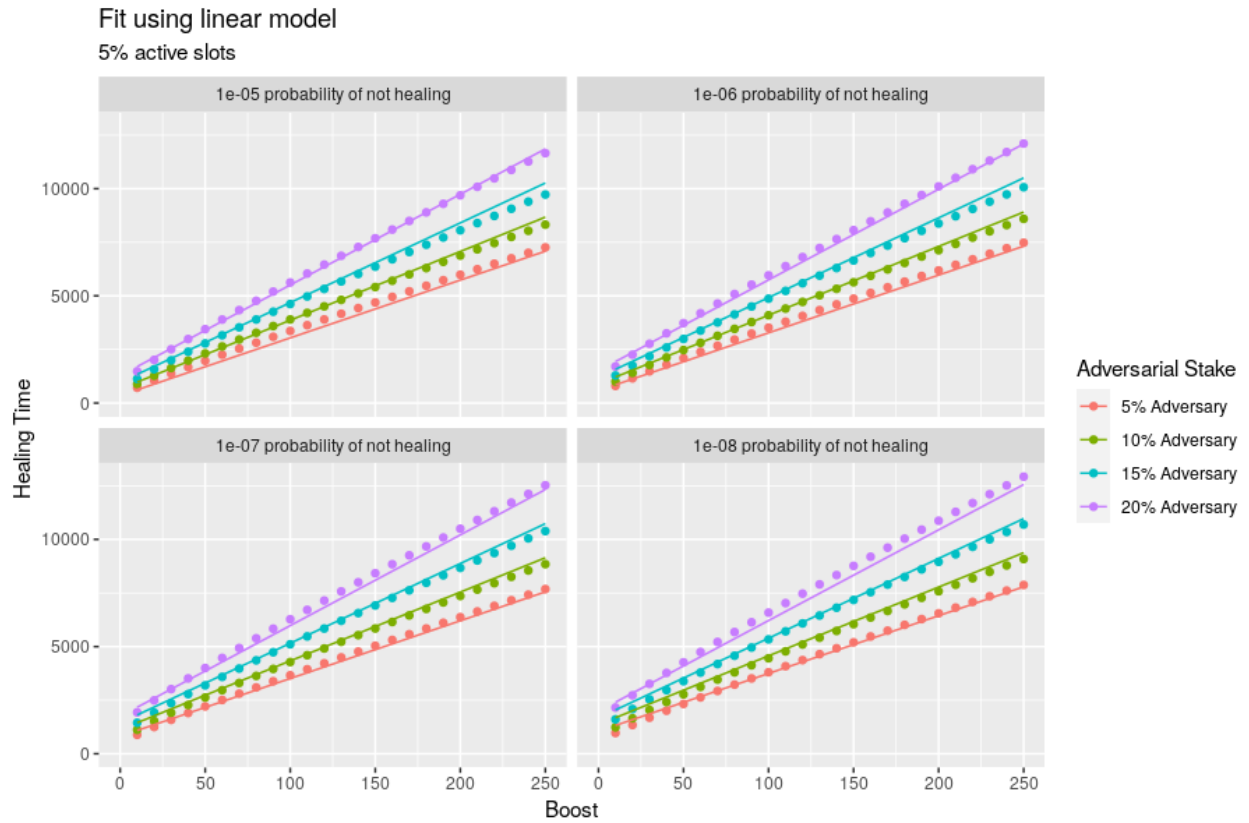 Fit using linear model
5% active slots
1e-05 probability of not healing
1e-06 probability of not healing
10000
5000
0
1e-07 probability of not healing
1e-08 probability of not healing
10000
5000
0
0 50 100 150 200 250
0 50 100 150 200 250
Healing Time
Boost
Adversarial Stake
5% Adversary
10% Adversary
15% Adversary
20% Adversary